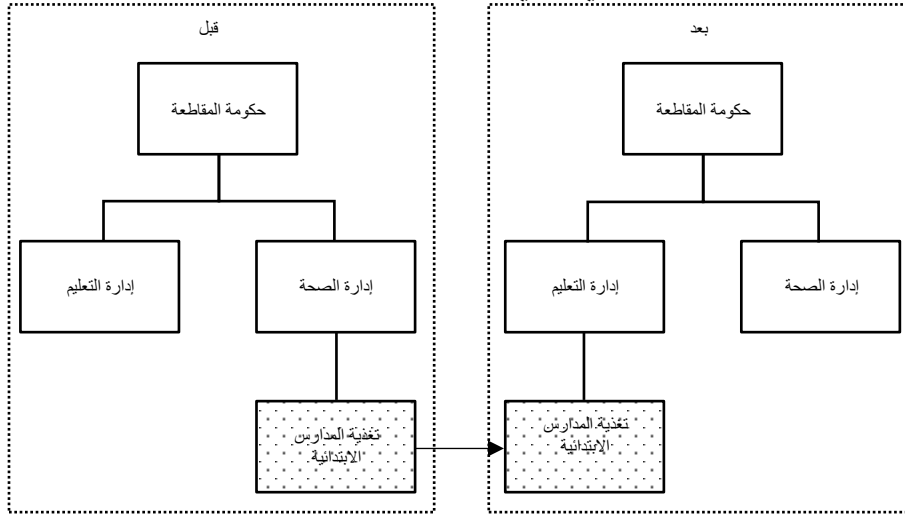 قبل
حكومة المقاطعة
إدارة التعليم
إدارة الصحة
تغذية المدارس
الابتدائية
بعد
حكومة المقاطعة
إدارة التعليم
إدارة الصحة
تغذية المدارس
الابتدائية